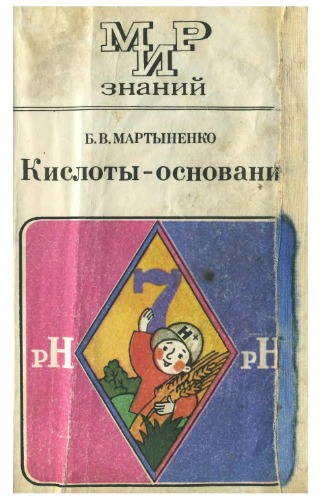 МИР
знаний
Б. В. МАРТЫНЕНКО
Кислоты-основани
7
H+
pH
pH